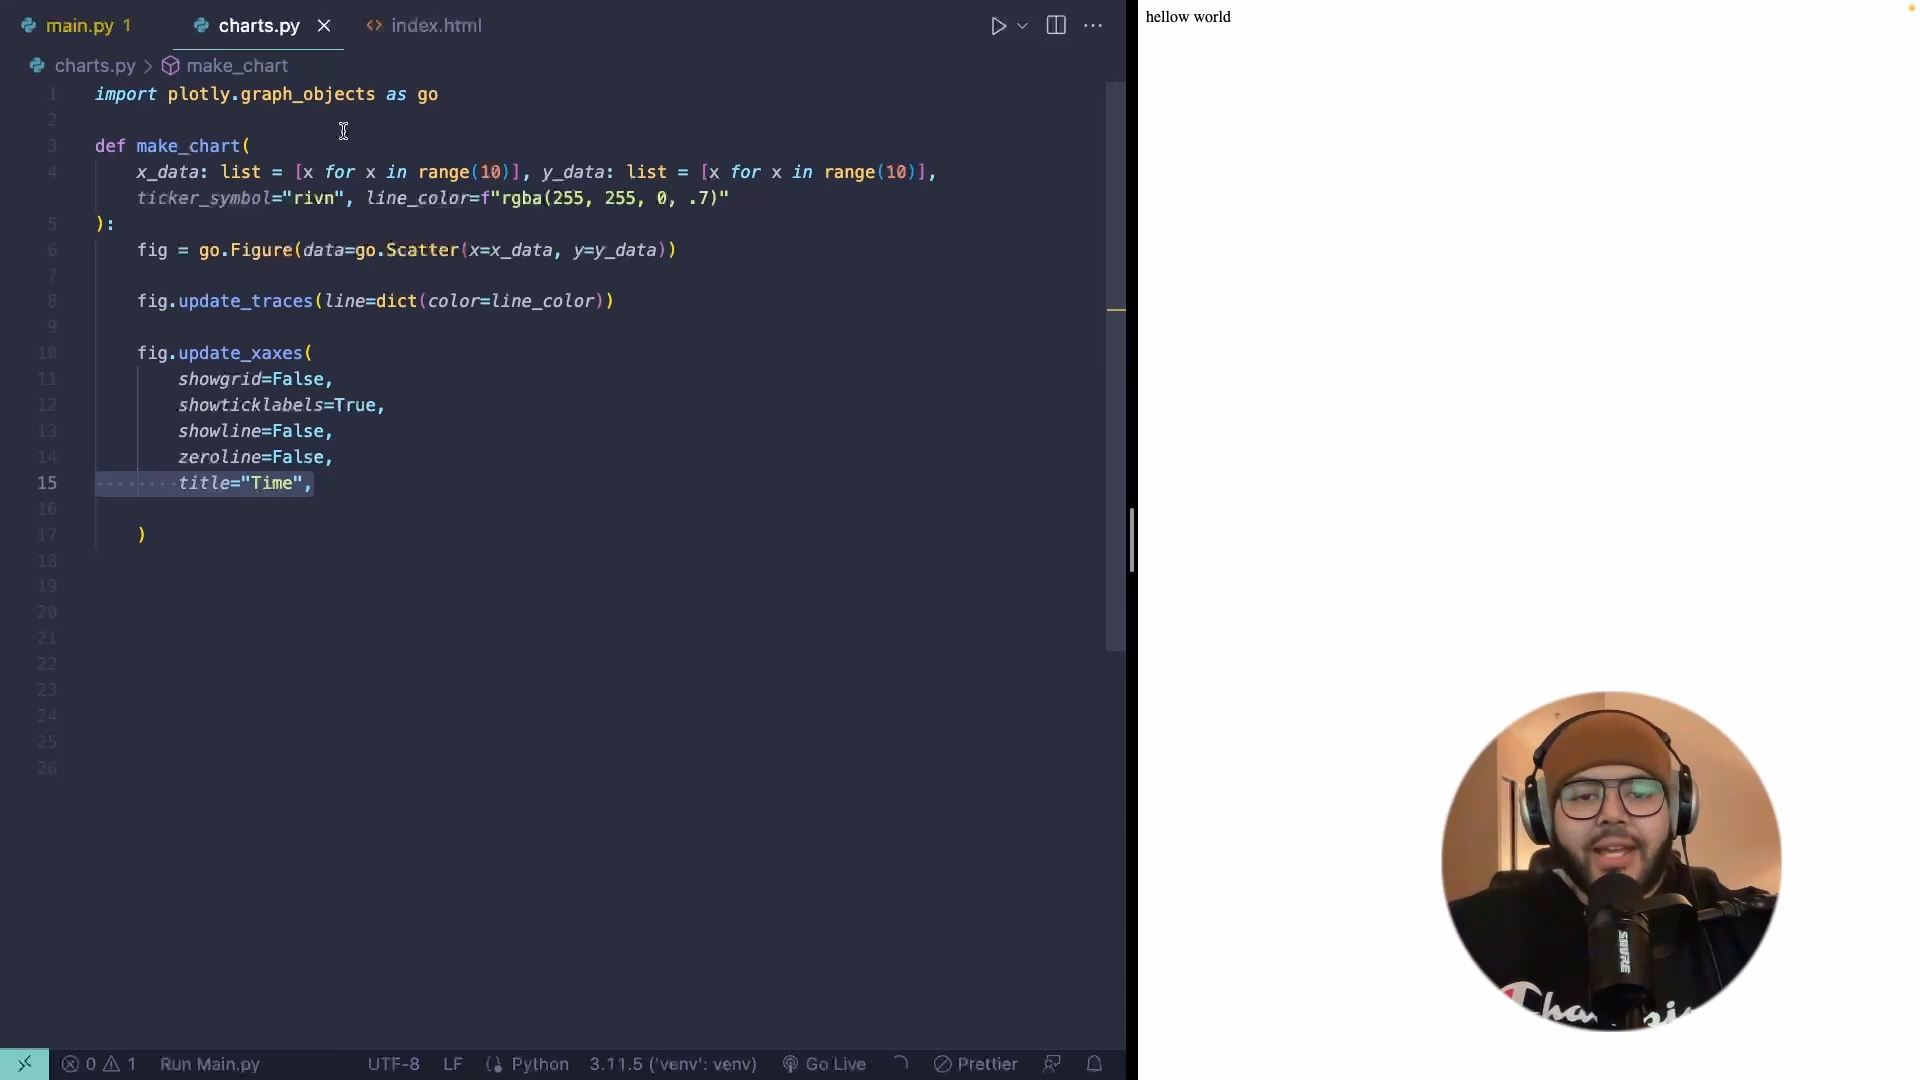 main.py 1 charts.py index.html
charts.py > make_chart
1 import plotly.graph_objects as go
2
3 def make_chart(
4 x_data: list = [x for x in range(10)], y_data: list = [x for x in range(10)],
ticker_symbol="rivn", line_color=f"rgba(255, 255, 0, .7)"
5 ):
6 fig = go.Figure(data=go.Scatter(x=x_data, y=y_data))
7
8 fig.update_traces(line=dict(color=line_color))
9
10 fig.update_xaxes(
11 showgrid=False,
12 showticklabels=True,
13 showline=False,
14 zeroline=False,
15 title="Time",
16
17 )
18
19
20
21
22
23
24
25
26
0 1 Run Main.py UTF-8 LF Python 3.11.5 ('venv': venv) Go Live Prettier
hellow world
SHURE